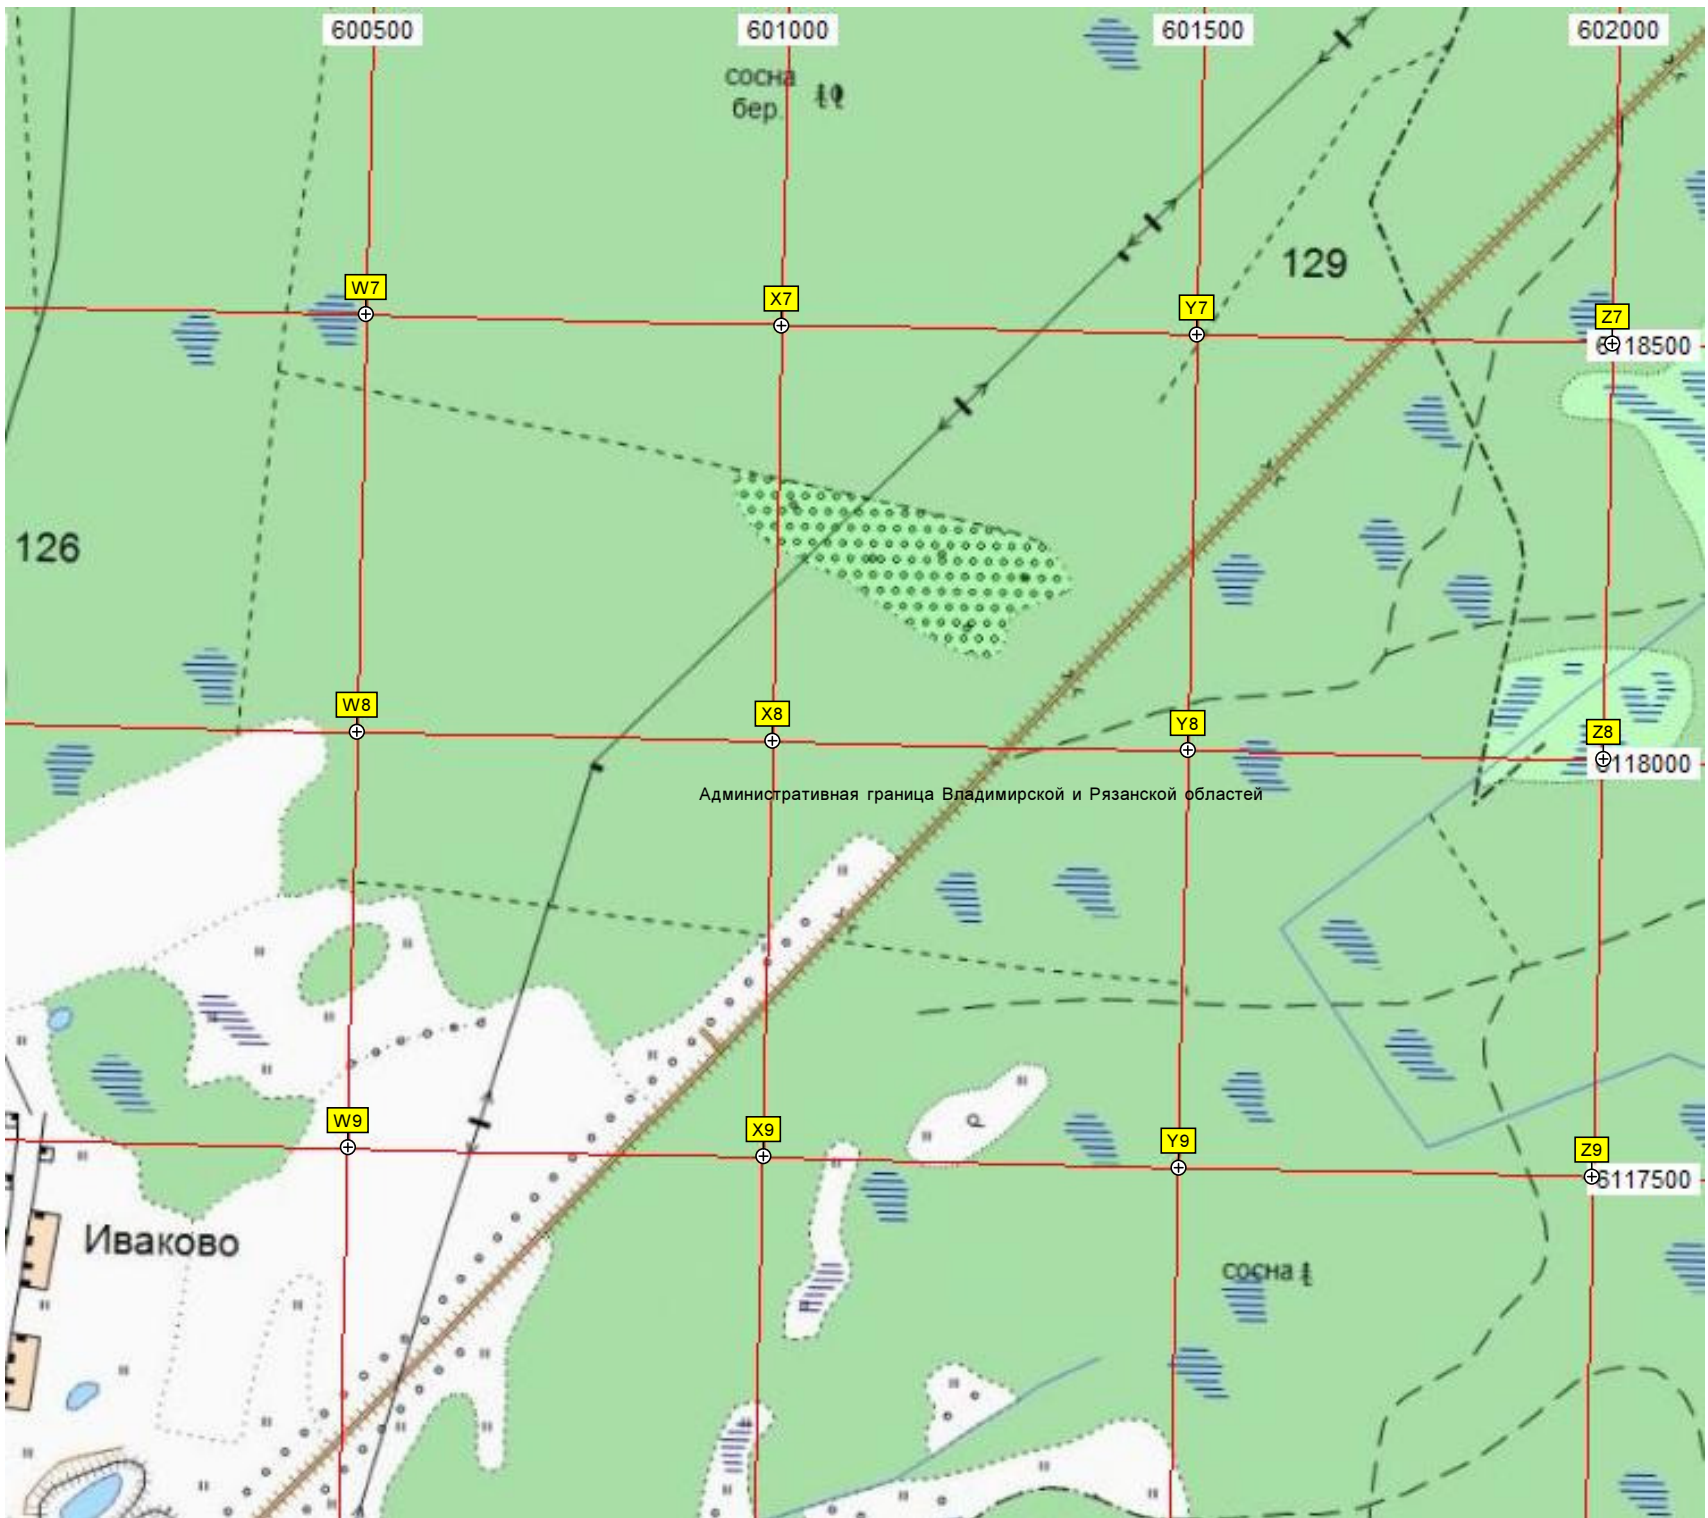 600500 601000 601500 602000
сосна
бер.
129
W7 X7 Y7 Z7
6118500
126
W8 X8 Y8 Z8
6118000
Административная граница Владимирской и Рязанской областей
W9 X9 Y9 Z9
6117500
Иваково
сосна